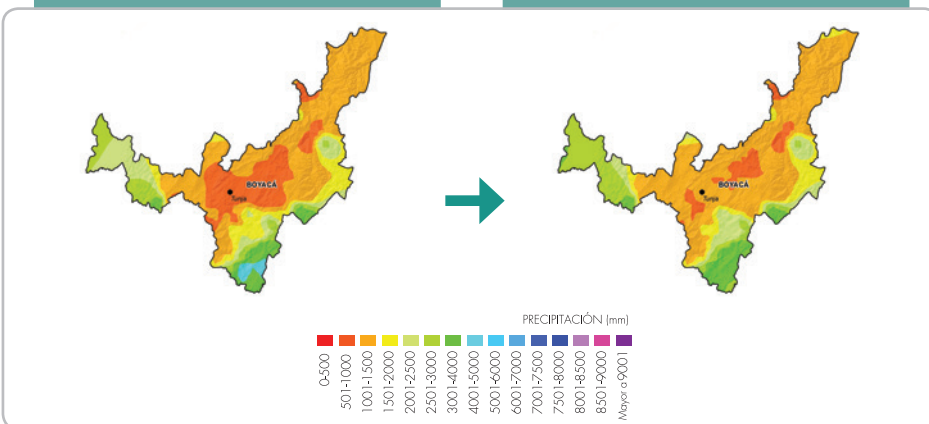 BOYACÁ
Tunja
BOYACÁ
Tunja
PRECIPITACIÓN (mm)
0-500
501-1000
1001-1500
1501-2000
2001-2500
2501-3000
3001-4000
4001-5000
5001-6000
6001-7000
7001-7500
7501-8000
8001-8500
8501-9000
Mayor a 9001